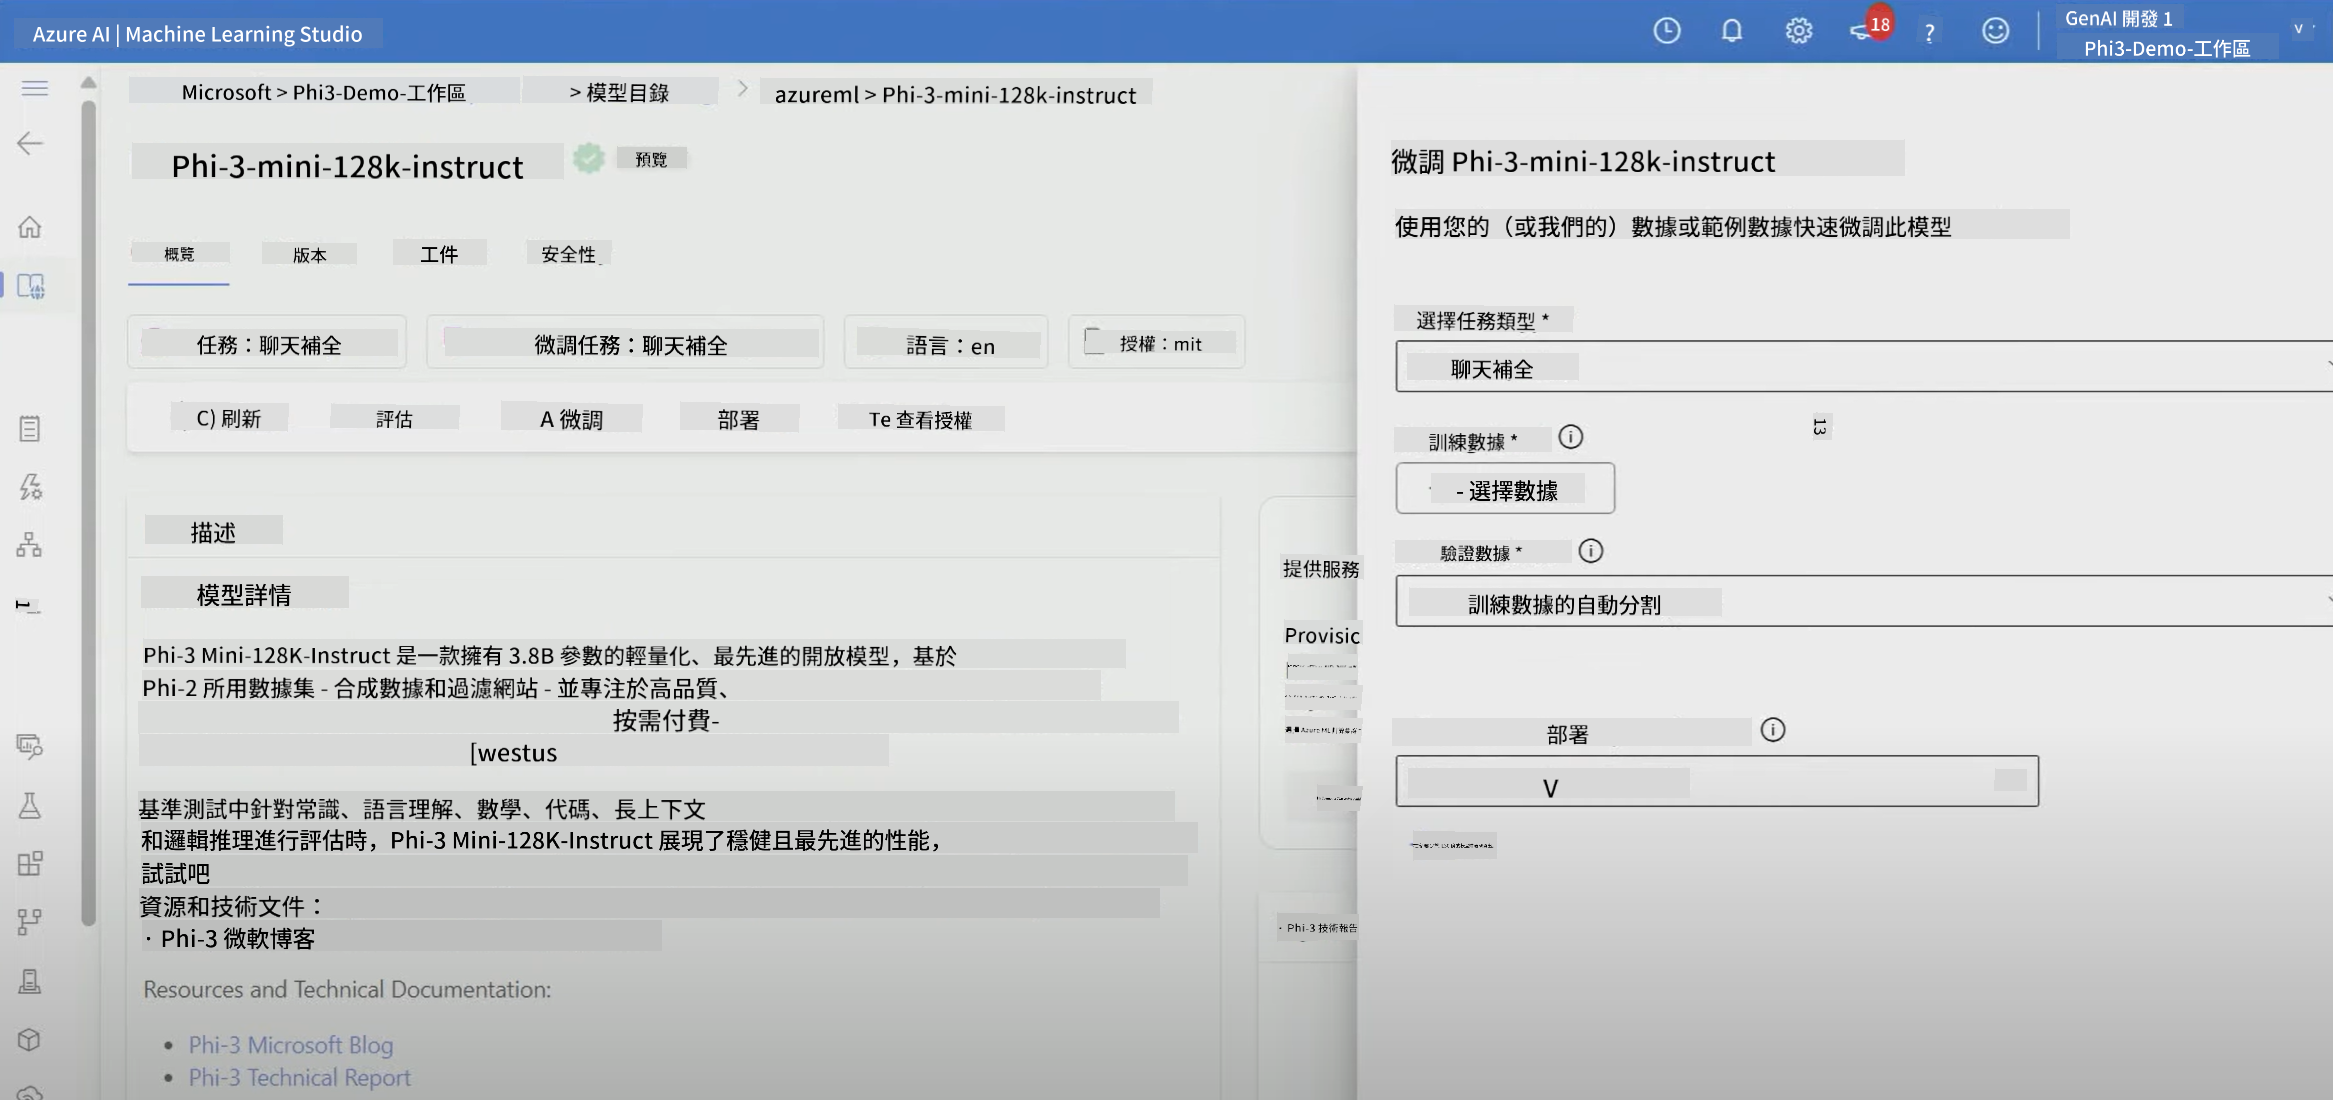 Azure AI | Machine Learning Studio
18
?
GenAI 開發 1
Phi3-Demo-工作區
Microsoft > Phi3-Demo-工作區 > 模型目錄 > azureml > Phi-3-mini-128k-instruct
Phi-3-mini-128k-instruct
預覽
概覽 版本 工件 安全性
任務：聊天補全 微調任務：聊天補全 語言：en 授權：mit
C) 刷新 評估 A 微調 部署 Te 查看授權
描述
模型詳情
Phi-3 Mini-128K-Instruct 是一款擁有 3.8B 參數的輕量化、最先進的開放模型，基於
Phi-2 所用數據集 - 合成數據和過濾網站 - 並專注於高品質、
按需付費-
[westus
基準測試中針對常識、語言理解、數學、代碼、長上下文
和邏輯推理進行評估時，Phi-3 Mini-128K-Instruct 展現了穩健且最先進的性能，
試試吧
資源和技術文件：
· Phi-3 微軟博客
Resources and Technical Documentation:
• Phi-3 Microsoft Blog
• Phi-3 Technical Report
提供服務
Provisic
· Phi-3 技術報告
微調 Phi-3-mini-128k-instruct
使用您的（或我們的）數據或範例數據快速微調此模型
選擇任務類型 *
聊天補全
13
訓練數據 *
- 選擇數據
驗證數據 *
訓練數據的自動分割
部署
V